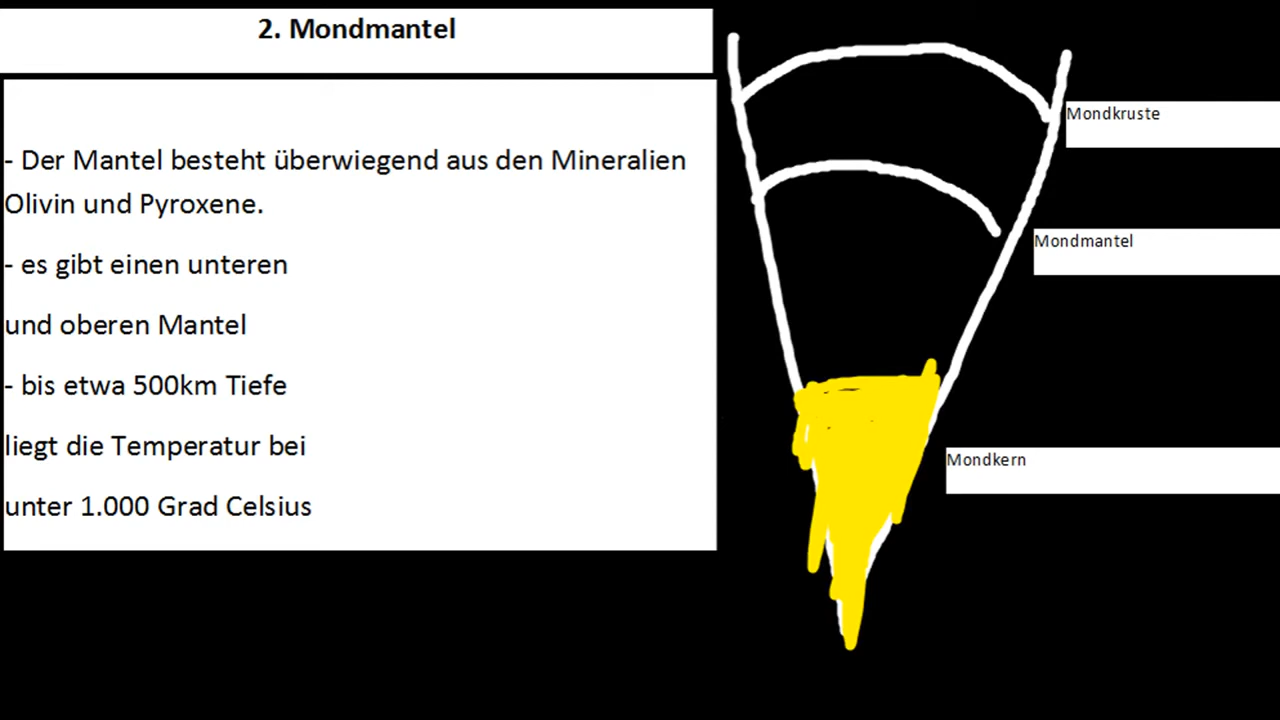 2. Mondmantel
- Der Mantel besteht überwiegend aus den Mineralien
Olivin und Pyroxene.
- es gibt einen unteren
und oberen Mantel
- bis etwa 500km Tiefe
liegt die Temperatur bei
unter 1.000 Grad Celsius
Mondkruste
Mondmantel
Mondkern